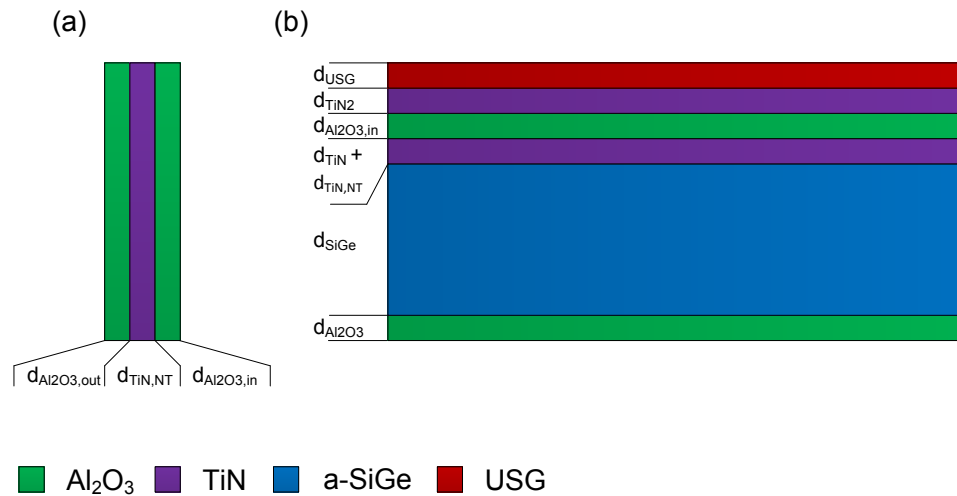 (a) (b)
dUSG
dTiN2
dAl2O3,in
dTiN +
dTiN,NT
dSiGe
dAl2O3
dAl2O3,out dTiN,NT dAl2O3,in
Al₂O₃ TiN a-SiGe USG